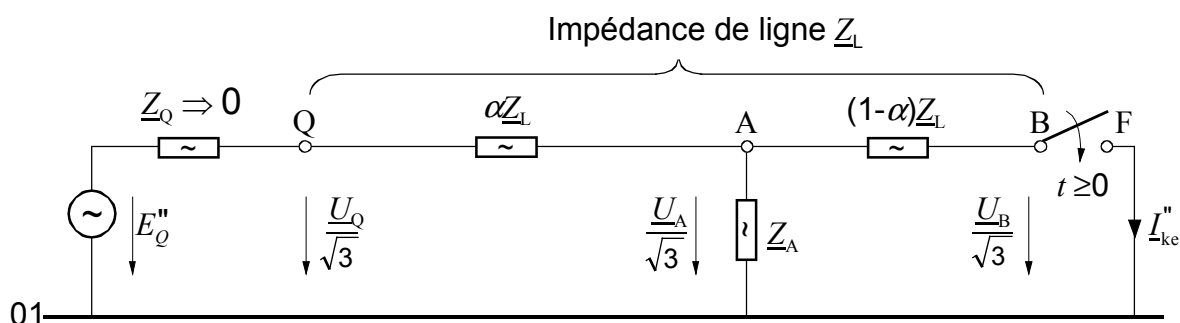 Impédance de ligne Z_L
Z_Q ⇒ 0
Q
αZ_L
A
(1-α)Z_L
B
F
t ≥0
E"_Q
U_Q/√3
U_A/√3
Z_A
U_B/√3
I"_ke
01